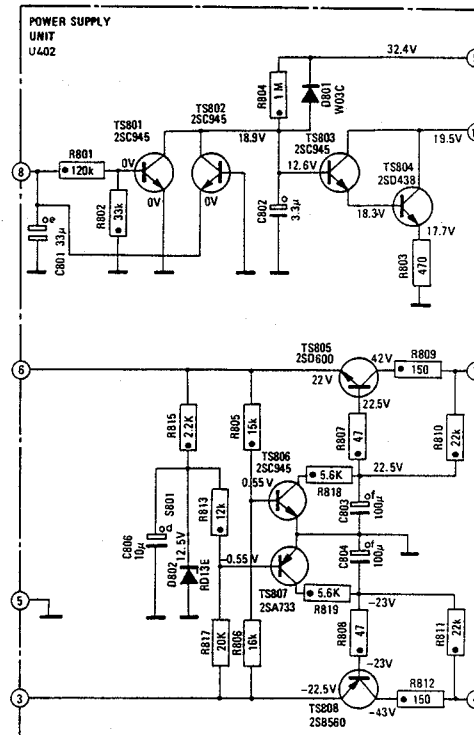 POWER SUPPLY
UNIT
U402
32.4V
R804
1M
D801
W03C
TS801
2SC945
TS802
2SC945
18.9V
TS803
2SC945
19.5V
TS804
2SD438
8
R801
120k
0V
12.6V
R802
33k
0V
0V
C802
3.3µ
18.3V
17.7V
oe
C801 33µ
R803
470
6
TS805
2SD600
42V
R809
150
22V
22.5V
R815
2.2K
R805
15k
R807
47
R810
22k
TS806
2SC945
5.6K
R818
22.5V
0.55V
S801
R813
12k
C803
of
100µ
C806
od
10µ
12.5V
D802
RD13E
-0.55V
C804
of
100µ
TS807
2SA733
5.6K
R819
-23V
5
R817
20K
R806
16k
R808
47
R811
22k
-23V
3
-22.5V
TS808
2SB560
-43V
R812
150